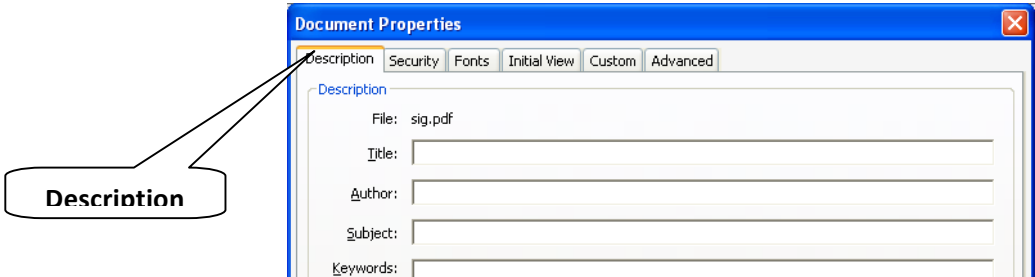 Document Properties
Description Security Fonts Initial View Custom Advanced
Description
File: sig.pdf
Title:
Author:
Subject:
Keywords:
Description